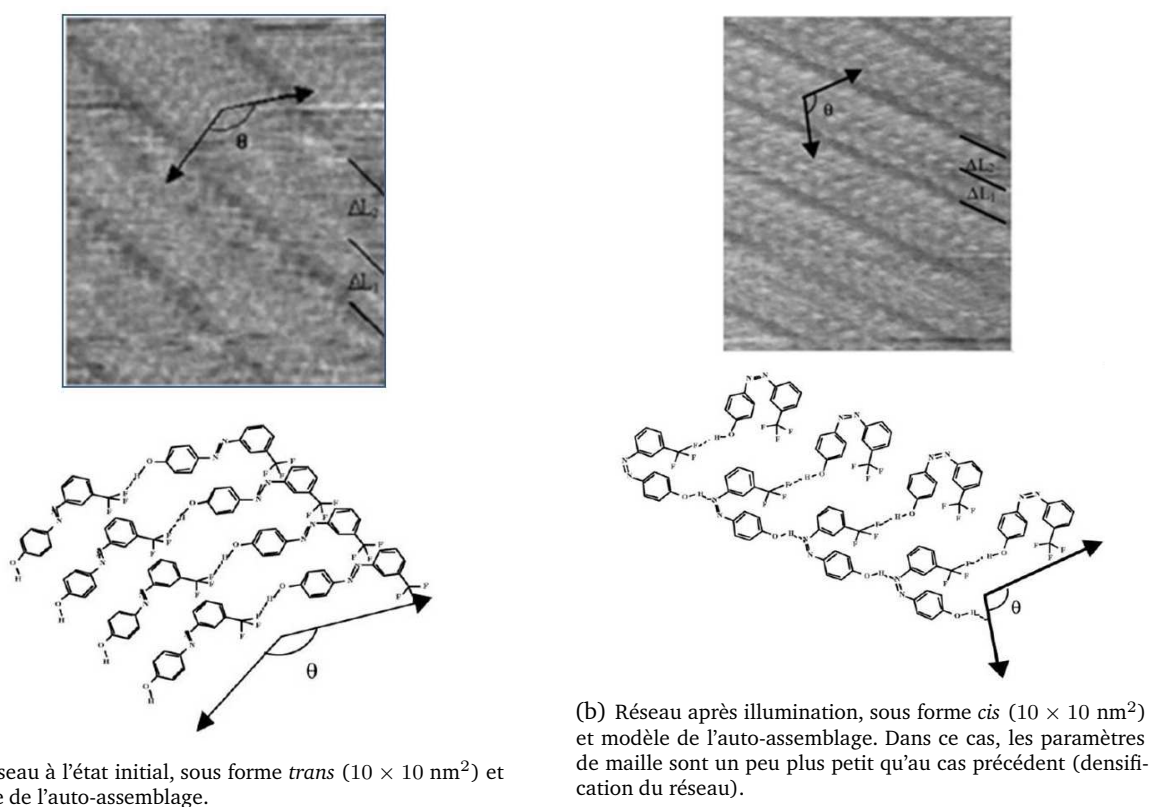 θ
ΔL₂
ΔL₁
θ
ΔL₂
ΔL₁
θ
θ
seau à l'état initial, sous forme trans (10 × 10 nm²) et
e de l'auto-assemblage.
(b) Réseau après illumination, sous forme cis (10 × 10 nm²)
et modèle de l'auto-assemblage. Dans ce cas, les paramètres
de maille sont un peu plus petit qu'au cas précédent (densifi-
cation du réseau).